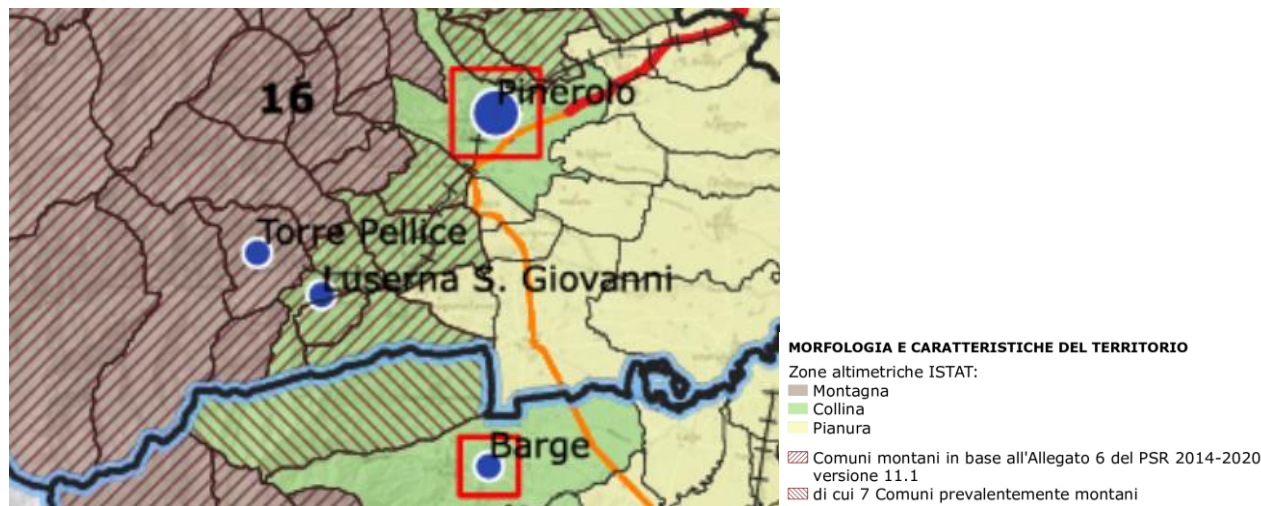 Pinerolo
16
Torre Pellice
Luserna S. Giovanni
Barge
MORFOLOGIA E CARATTERISTICHE DEL TERRITORIO
Zone altimetriche ISTAT:
Montagna
Collina
Pianura
Comuni montani in base all'Allegato 6 del PSR 2014-2020
versione 11.1
di cui 7 Comuni prevalentemente montani